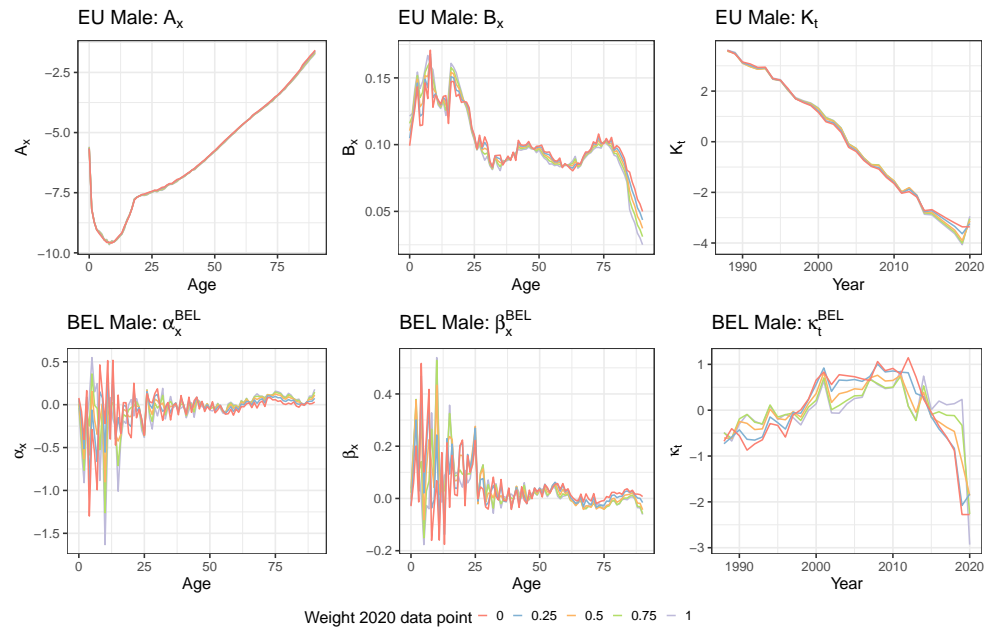 EU Male: Aₓ
EU Male: Bₓ
EU Male: Kₜ
−2.5
−5.0
−7.5
−10.0
Aₓ
0 25 50 75
Age
0.15
0.10
0.05
Bₓ
0 25 50 75
Age
2
0
−2
−4
Kₜ
1990 2000 2010 2020
Year
BEL Male: αₓᴮᴱᴸ
BEL Male: βₓᴮᴱᴸ
BEL Male: κₜᴮᴱᴸ
0.5
0.0
−0.5
−1.0
−1.5
αₓ
0 25 50 75
Age
0.4
0.2
0.0
−0.2
βₓ
0 25 50 75
Age
1
0
−1
−2
−3
κₜ
1990 2000 2010 2020
Year
Weight 2020 data point 0 0.25 0.5 0.75 1